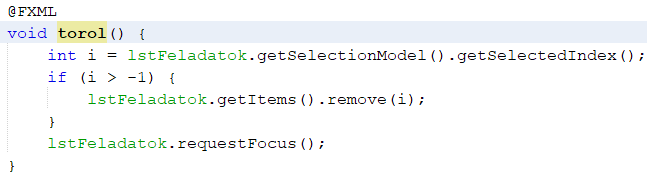 @FXML
void torol() {
int i = lstFeladatok.getSelectionModel().getSelectedIndex();
if (i > -1) {
lstFeladatok.getItems().remove(i);
}
lstFeladatok.requestFocus();
}